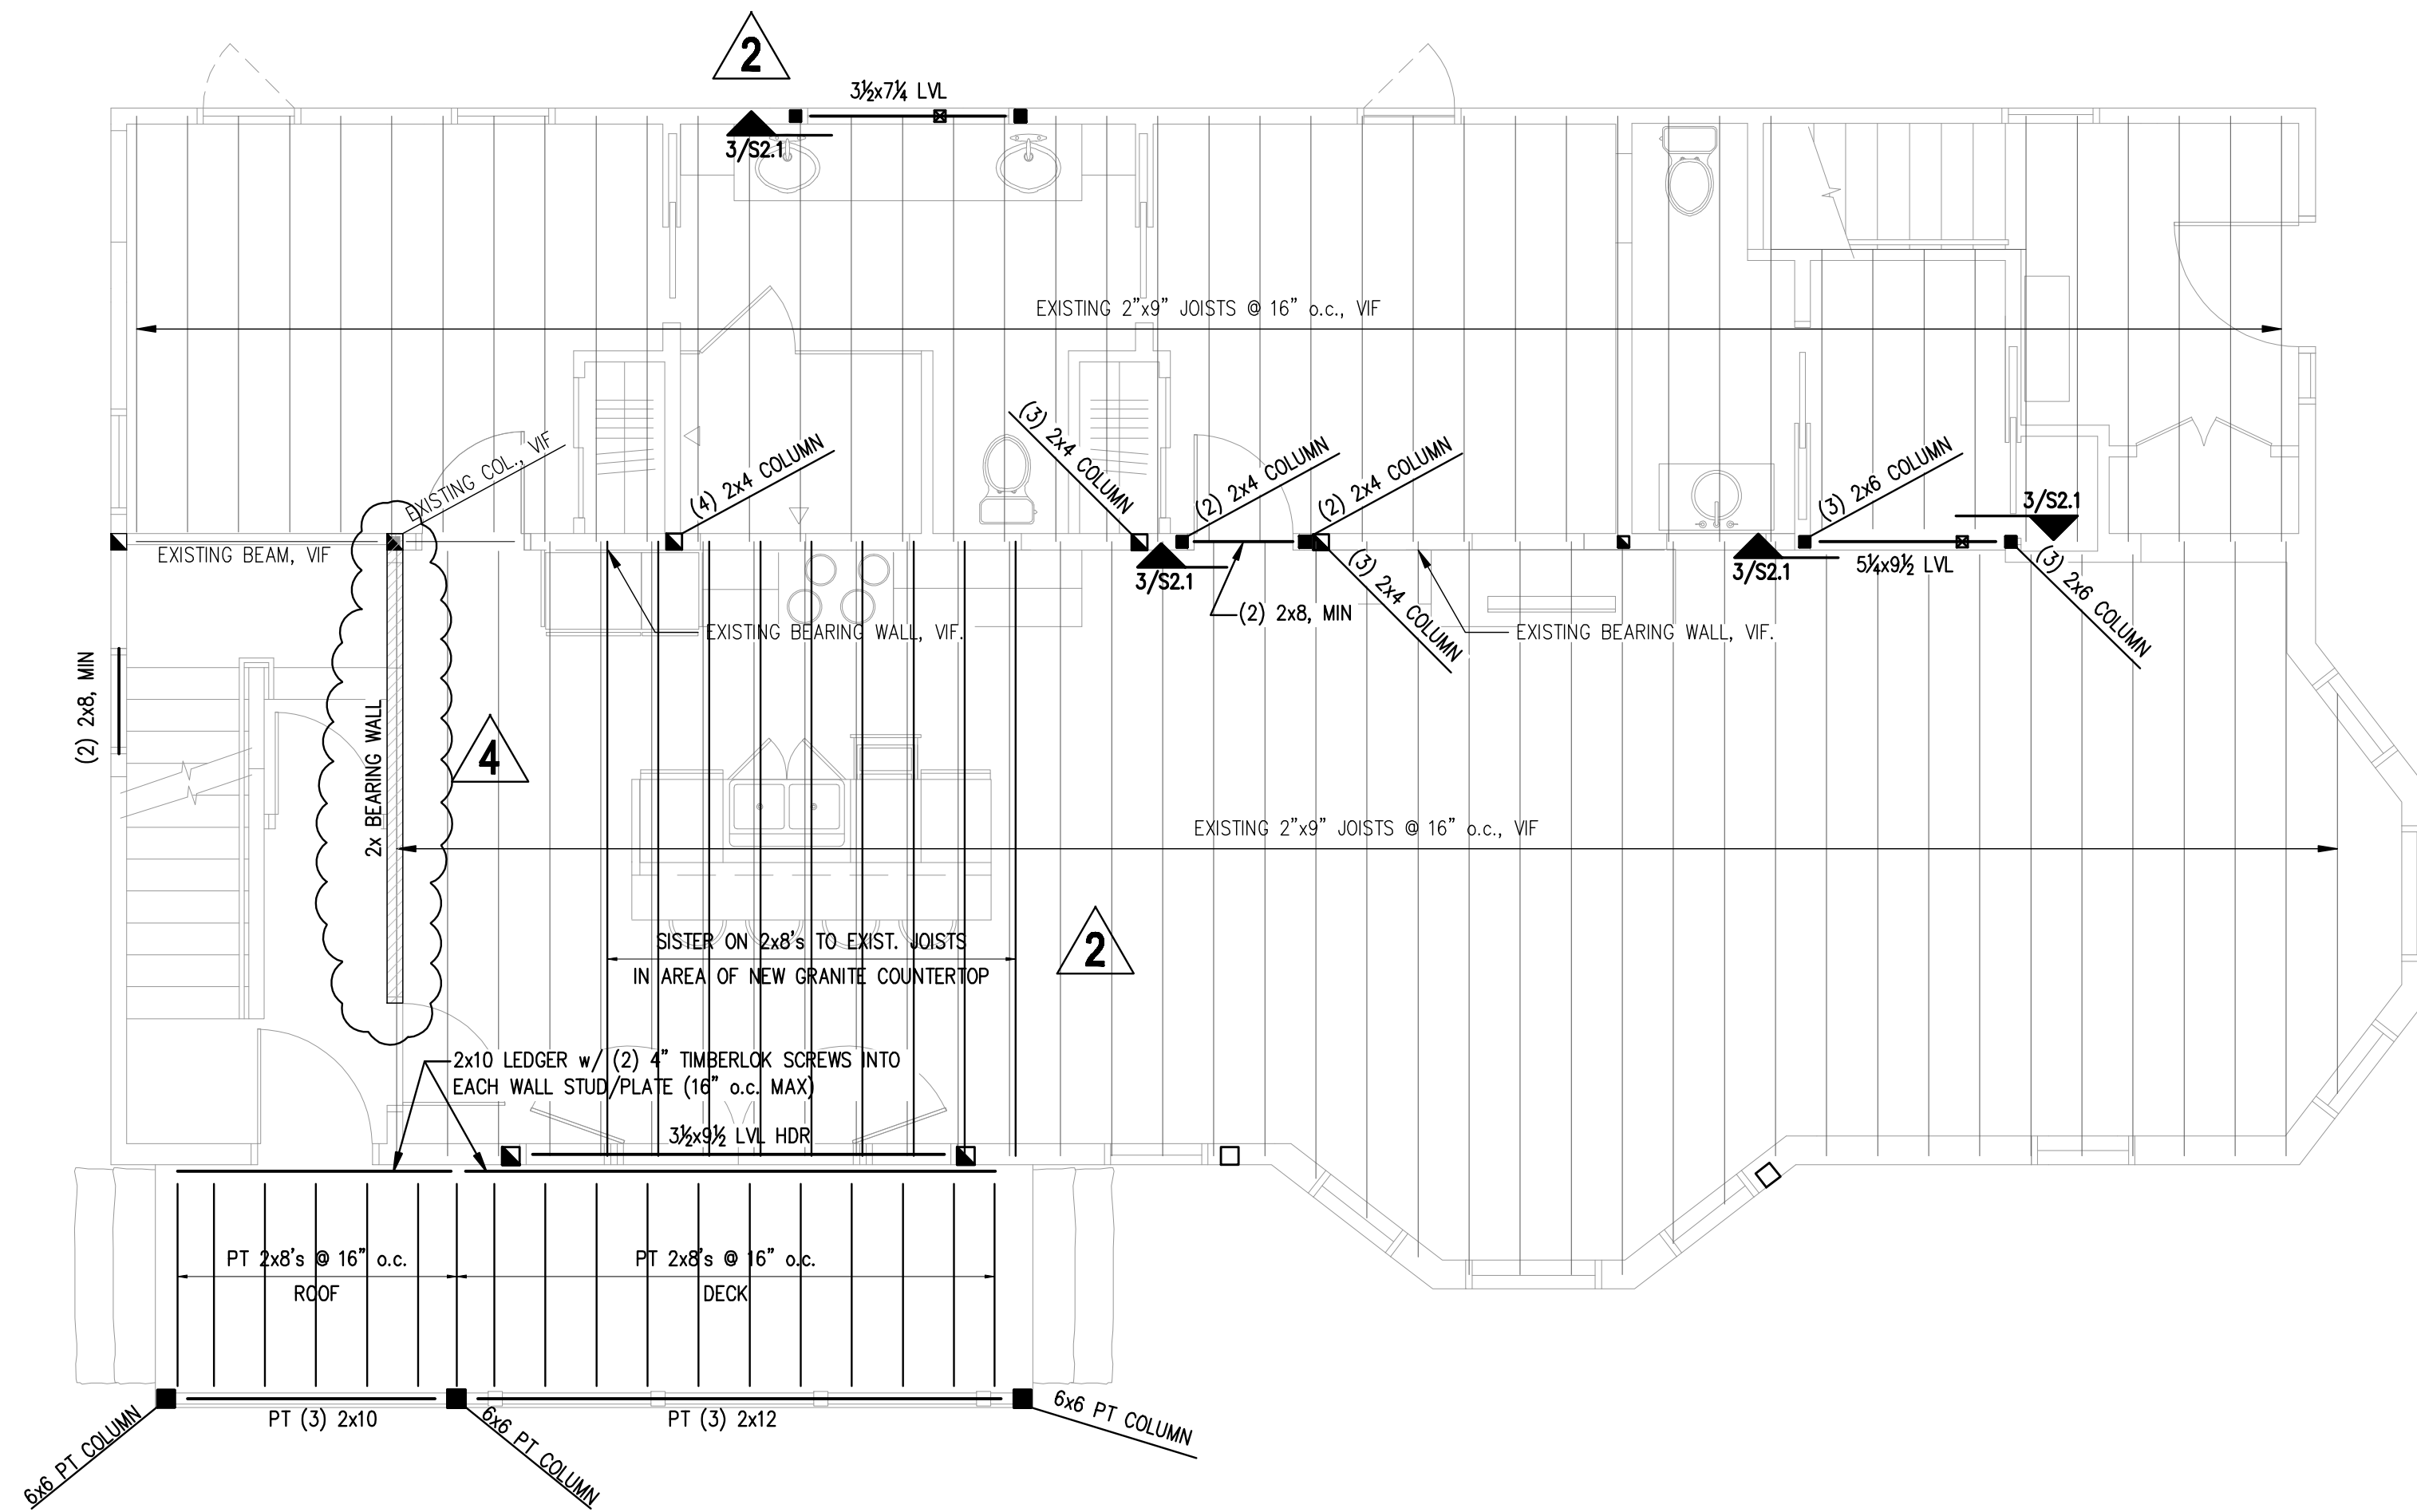 2
3½x7¼ LVL
3/S2.1
EXISTING 2"x9" JOISTS @ 16" o.c., VIF
EXISTING COL., VIF
(4) 2x4 COLUMN
(3) 2x4 COLUMN
(2) 2x4 COLUMN
(2) 2x4 COLUMN
(3) 2x6 COLUMN
3/S2.1
EXISTING BEAM, VIF
3/S2.1
3/S2.1
5¼x9½ LVL
(3) 2x4 COLUMN
(3) 2x6 COLUMN
(2) 2x8, MIN
EXISTING BEARING WALL, VIF.
EXISTING BEARING WALL, VIF.
(2) 2x8, MIN
2x BEARING WALL
4
EXISTING 2"x9" JOISTS @ 16" o.c., VIF
SISTER ON 2x8's TO EXIST. JOISTS
IN AREA OF NEW GRANITE COUNTERTOP
2
2x10 LEDGER w/ (2) 4" TIMBERLOK SCREWS INTO
EACH WALL STUD/PLATE (16" o.c. MAX)
3½x9½ LVL HDR
PT 2x8's @ 16" o.c.
ROOF
PT 2x8's @ 16" o.c.
DECK
6x6 PT COLUMN
PT (3) 2x10
6x6 PT COLUMN
PT (3) 2x12
6x6 PT COLUMN